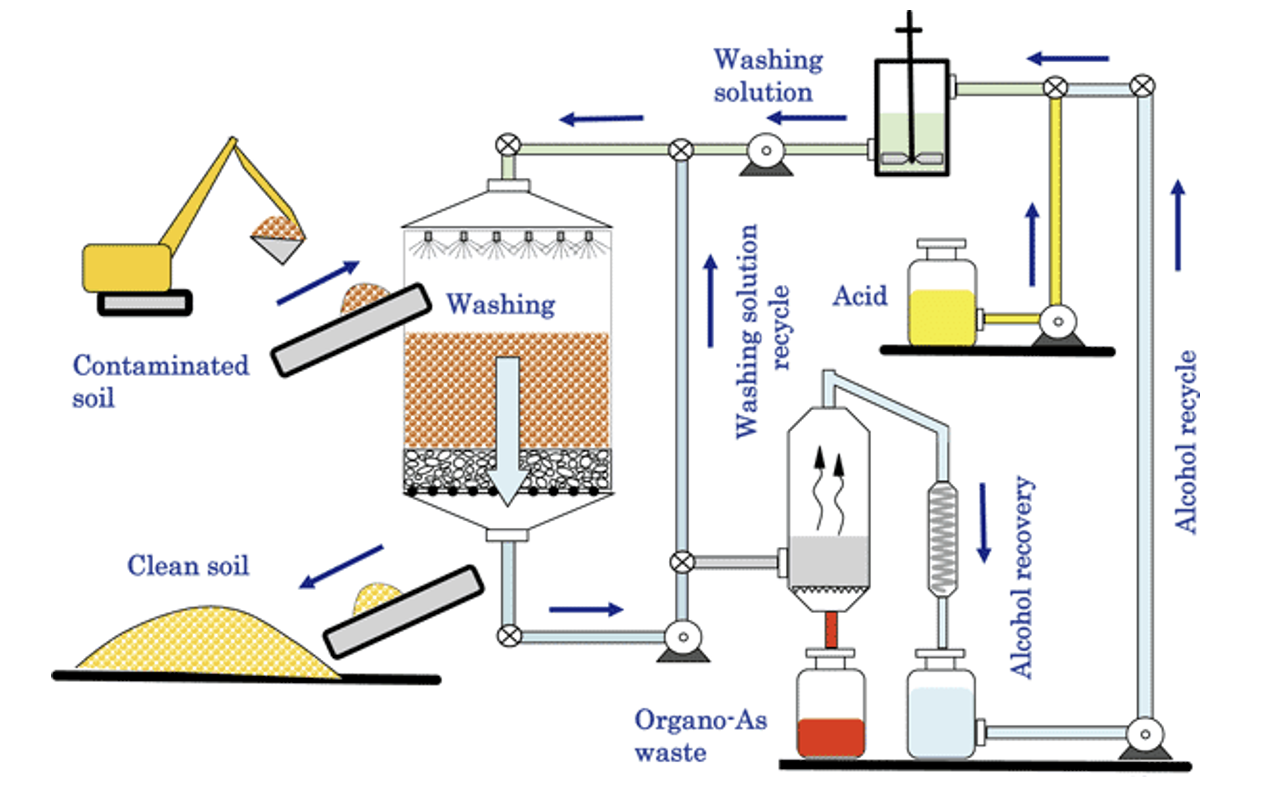 Washing
solution
Contaminated
soil
Washing
Washing solution
recycle
Acid
Alcohol recycle
Alcohol recovery
Clean soil
Organo-As
waste